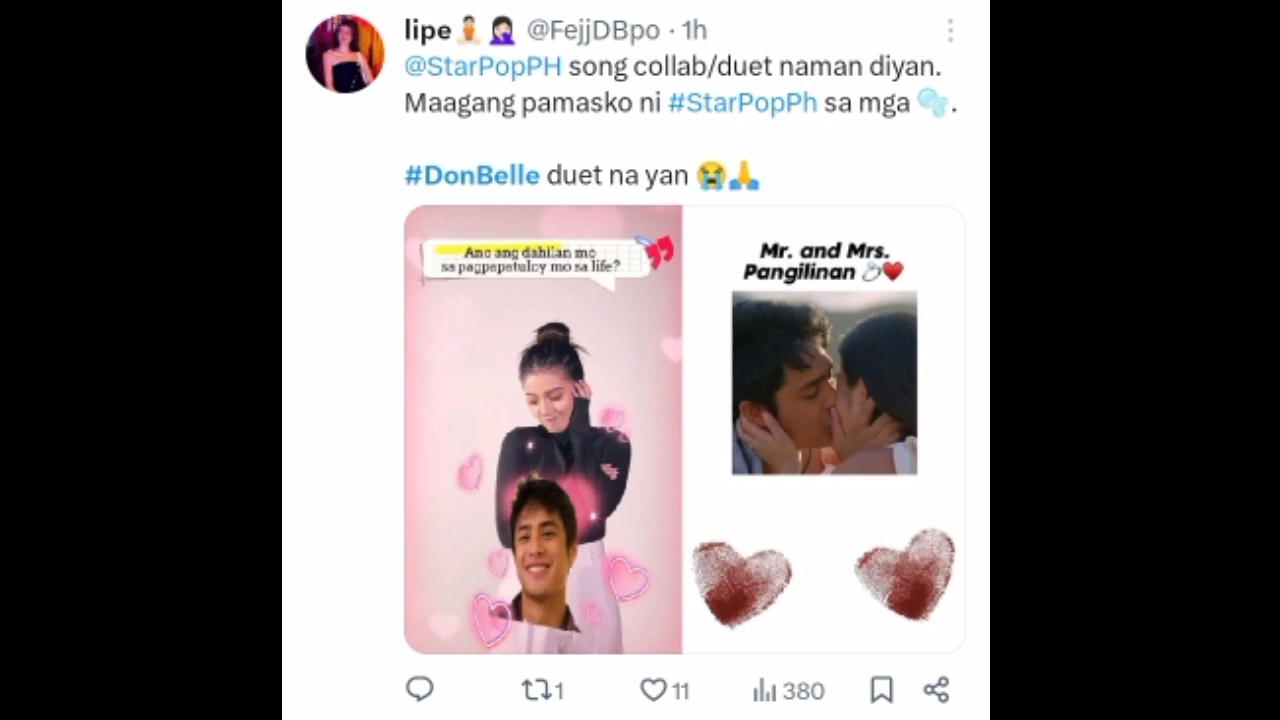 lipe @FejjDBpo · 1h
@StarPopPH song collab/duet naman diyan.
Maagang pamasko ni #StarPopPh sa mga 🫧.
#DonBelle duet na yan 😭🙏
Ano ang dahilan mo
sa pagpapatuloy mo sa life?
Mr. and Mrs.
Pangilinan 💍❤️
1 11 380